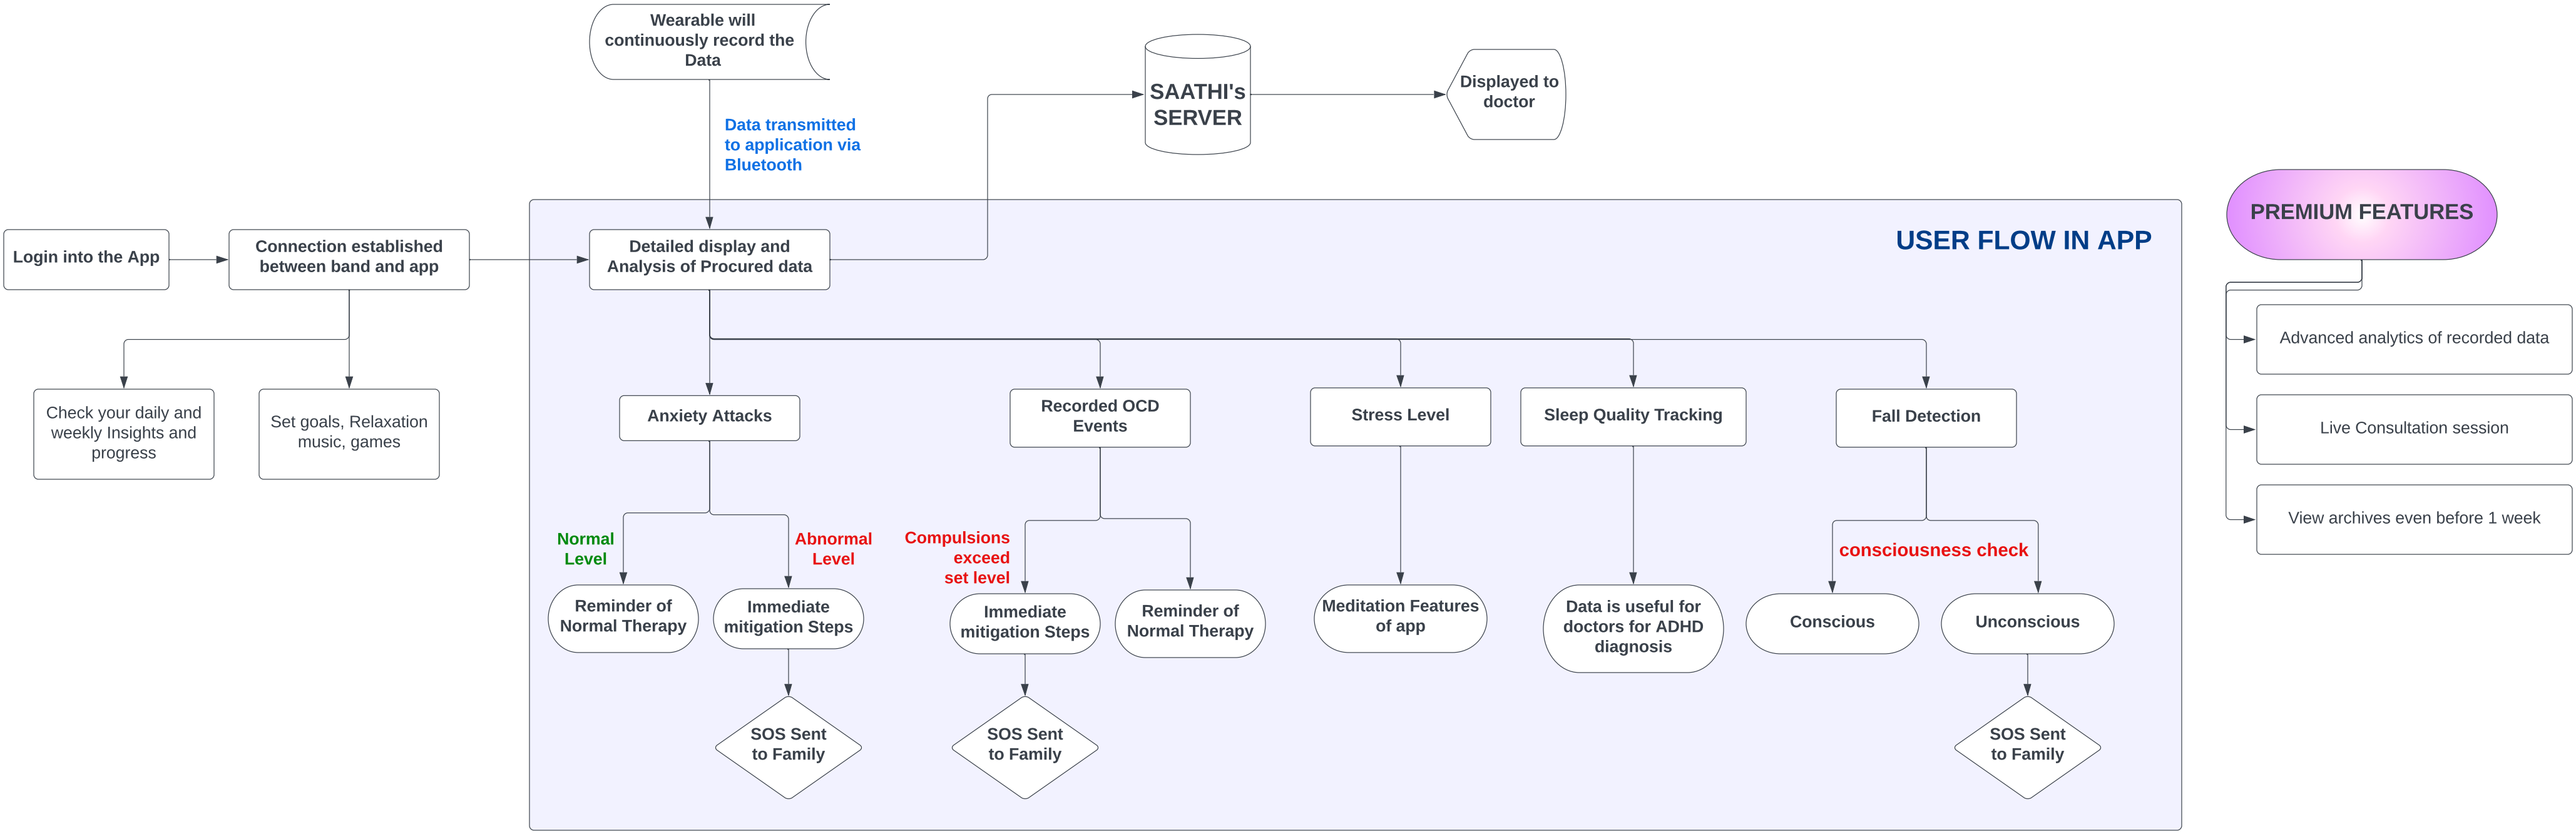 Wearable will
continuously record the
Data
SAATHI's
SERVER
Displayed to
doctor
Data transmitted
to application via
Bluetooth
PREMIUM FEATURES
USER FLOW IN APP
Login into the App
Connection established
between band and app
Detailed display and
Analysis of Procured data
Advanced analytics of recorded data
Live Consultation session
View archives even before 1 week
Check your daily and
weekly Insights and
progress
Set goals, Relaxation
music, games
Anxiety Attacks
Recorded OCD
Events
Stress Level
Sleep Quality Tracking
Fall Detection
Normal
Level
Abnormal
Level
Compulsions
exceed
set level
consciousness check
Reminder of
Normal Therapy
Immediate
mitigation Steps
Immediate
mitigation Steps
Reminder of
Normal Therapy
Meditation Features
of app
Data is useful for
doctors for ADHD
diagnosis
Conscious
Unconscious
SOS Sent
to Family
SOS Sent
to Family
SOS Sent
to Family